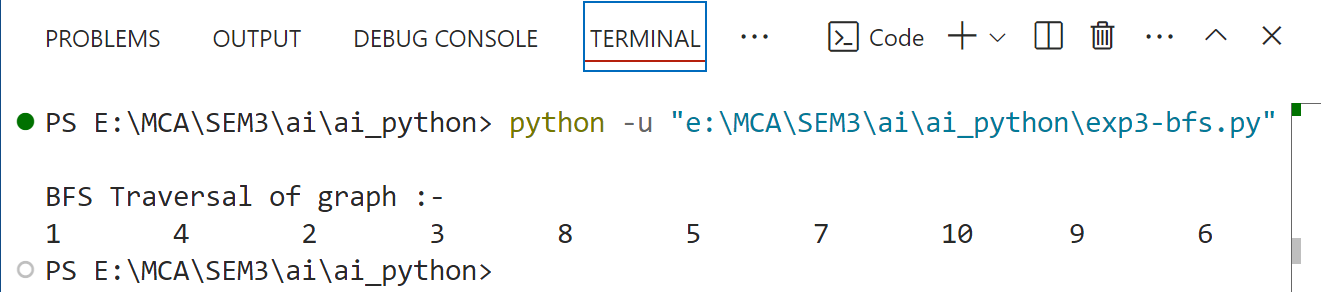 PROBLEMS OUTPUT DEBUG CONSOLE TERMINAL ... Code
PS E:\MCA\SEM3\ai\ai_python> python -u "e:\MCA\SEM3\ai\ai_python\exp3-bfs.py"
BFS Traversal of graph :-
1 4 2 3 8 5 7 10 9 6
PS E:\MCA\SEM3\ai\ai_python>